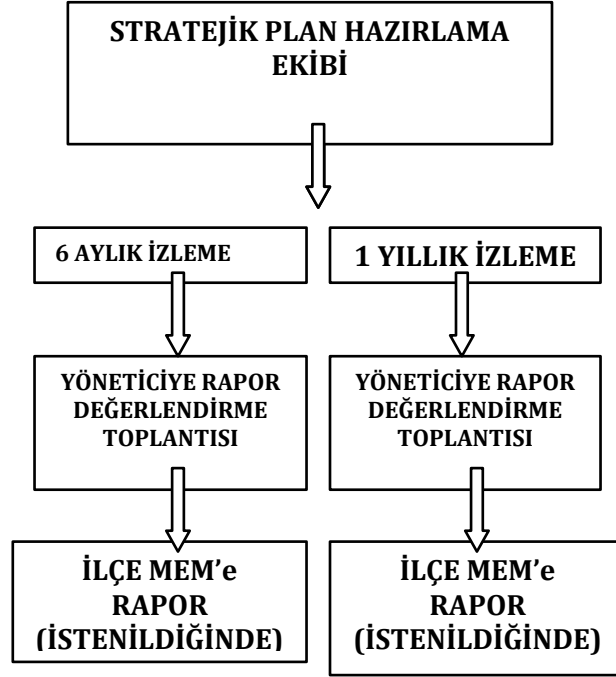 STRATEJİK PLAN HAZIRLAMA
EKİBİ
6 AYLIK İZLEME
1 YILLIK İZLEME
YÖNETİCİYE RAPOR
DEĞERLENDİRME
TOPLANTISI
YÖNETİCİYE RAPOR
DEĞERLENDİRME
TOPLANTISI
İLÇE MEM’e
RAPOR
(İSTENİLDİĞİNDE)
İLÇE MEM’e
RAPOR
(İSTENİLDİĞİNDE)